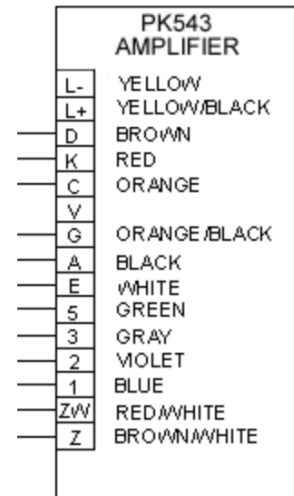 PK543
AMPLIFIER
L- YELLOW
L+ YELLOW/BLACK
D BROWN
K RED
C ORANGE
V
G ORANGE/BLACK
A BLACK
E WHITE
5 GREEN
3 GRAY
2 VIOLET
1 BLUE
ZW RED/WHITE
Z BROWN/WHITE